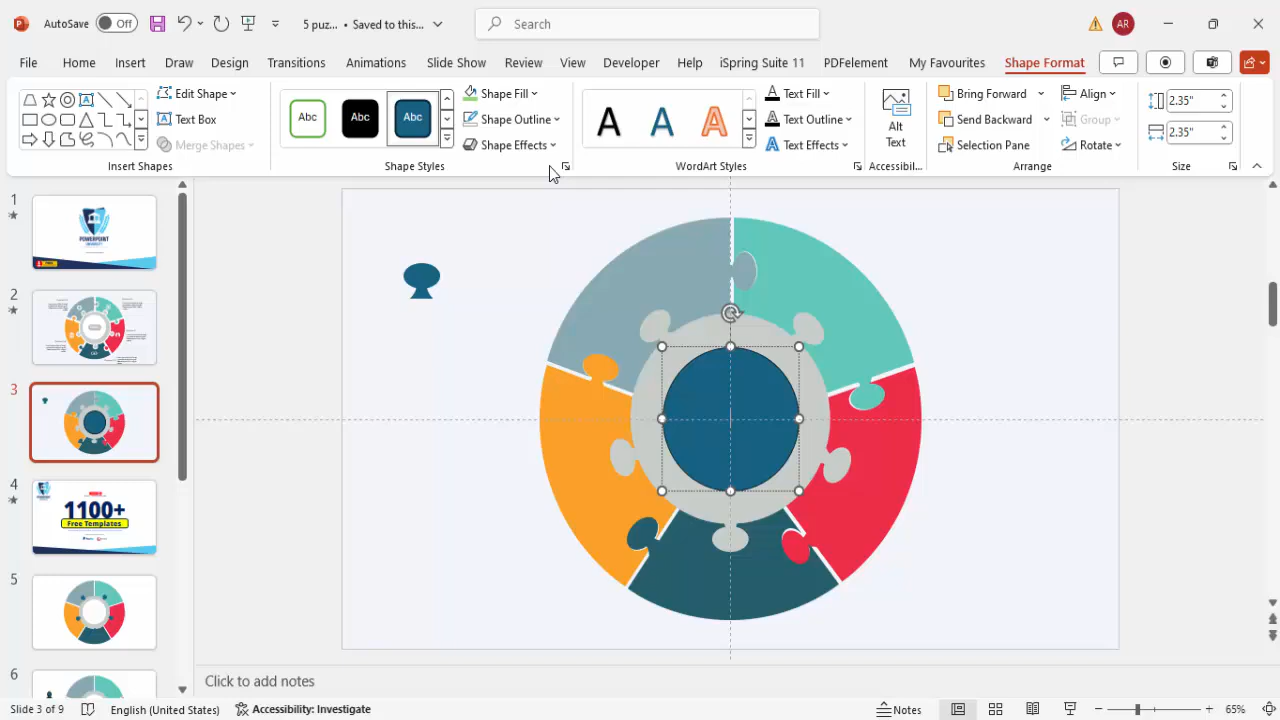 AutoSave Off 5 puz... • Saved to this... Search AR
File Home Insert Draw Design Transitions Animations Slide Show Review View Developer Help iSpring Suite 11 PDFelement My Favourites Shape Format
Edit Shape
Text Box
Merge Shapes
Insert Shapes
Abc Abc Abc
Shape Fill
Shape Outline
Shape Effects
Shape Styles
A A A
Text Fill
Text Outline
Text Effects
WordArt Styles
Alt
Text
Accessibil...
Bring Forward
Send Backward
Selection Pane
Align
Group
Rotate
Arrange
2.35"
2.35"
Size
1
POWERPOINT
UNIVERSITY
2
3
4
1100+
Free Templates
5
6
Click to add notes
Slide 3 of 9 English (United States) Accessibility: Investigate Notes 65%